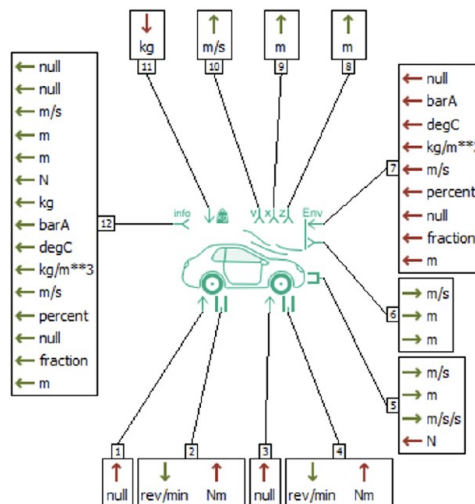 kg
m/s
m
m
11
10
9
8
null
null
m/s
m
m
N
kg
barA
degC
kg/m**3
m/s
percent
null
fraction
m
12
info
v
x
z
Env
null
barA
degC
kg/m**3
m/s
percent
null
fraction
m
7
m/s
m
m
6
m/s
m
m/s/s
N
5
1
2
3
4
null
rev/min
Nm
null
rev/min
Nm